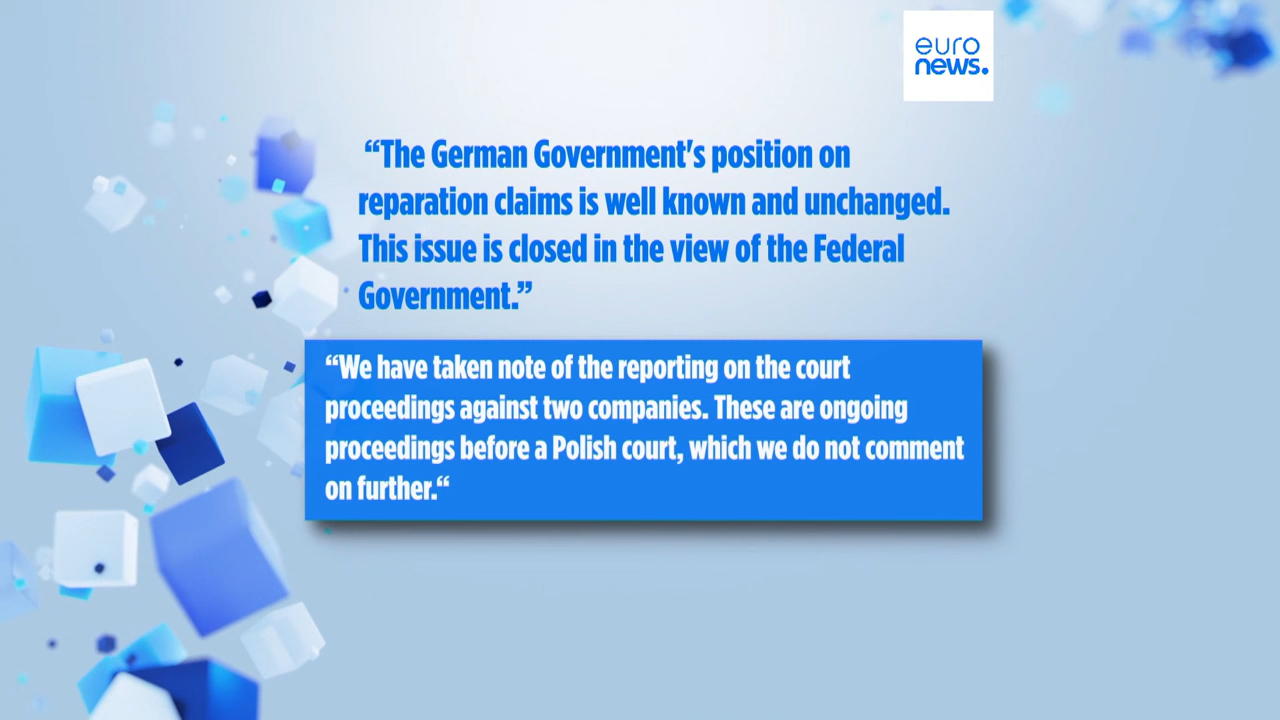 euro
news.
“The German Government's position on
reparation claims is well known and unchanged.
This issue is closed in the view of the Federal
Government.”
“We have taken note of the reporting on the court
proceedings against two companies. These are ongoing
proceedings before a Polish court, which we do not comment
on further.“